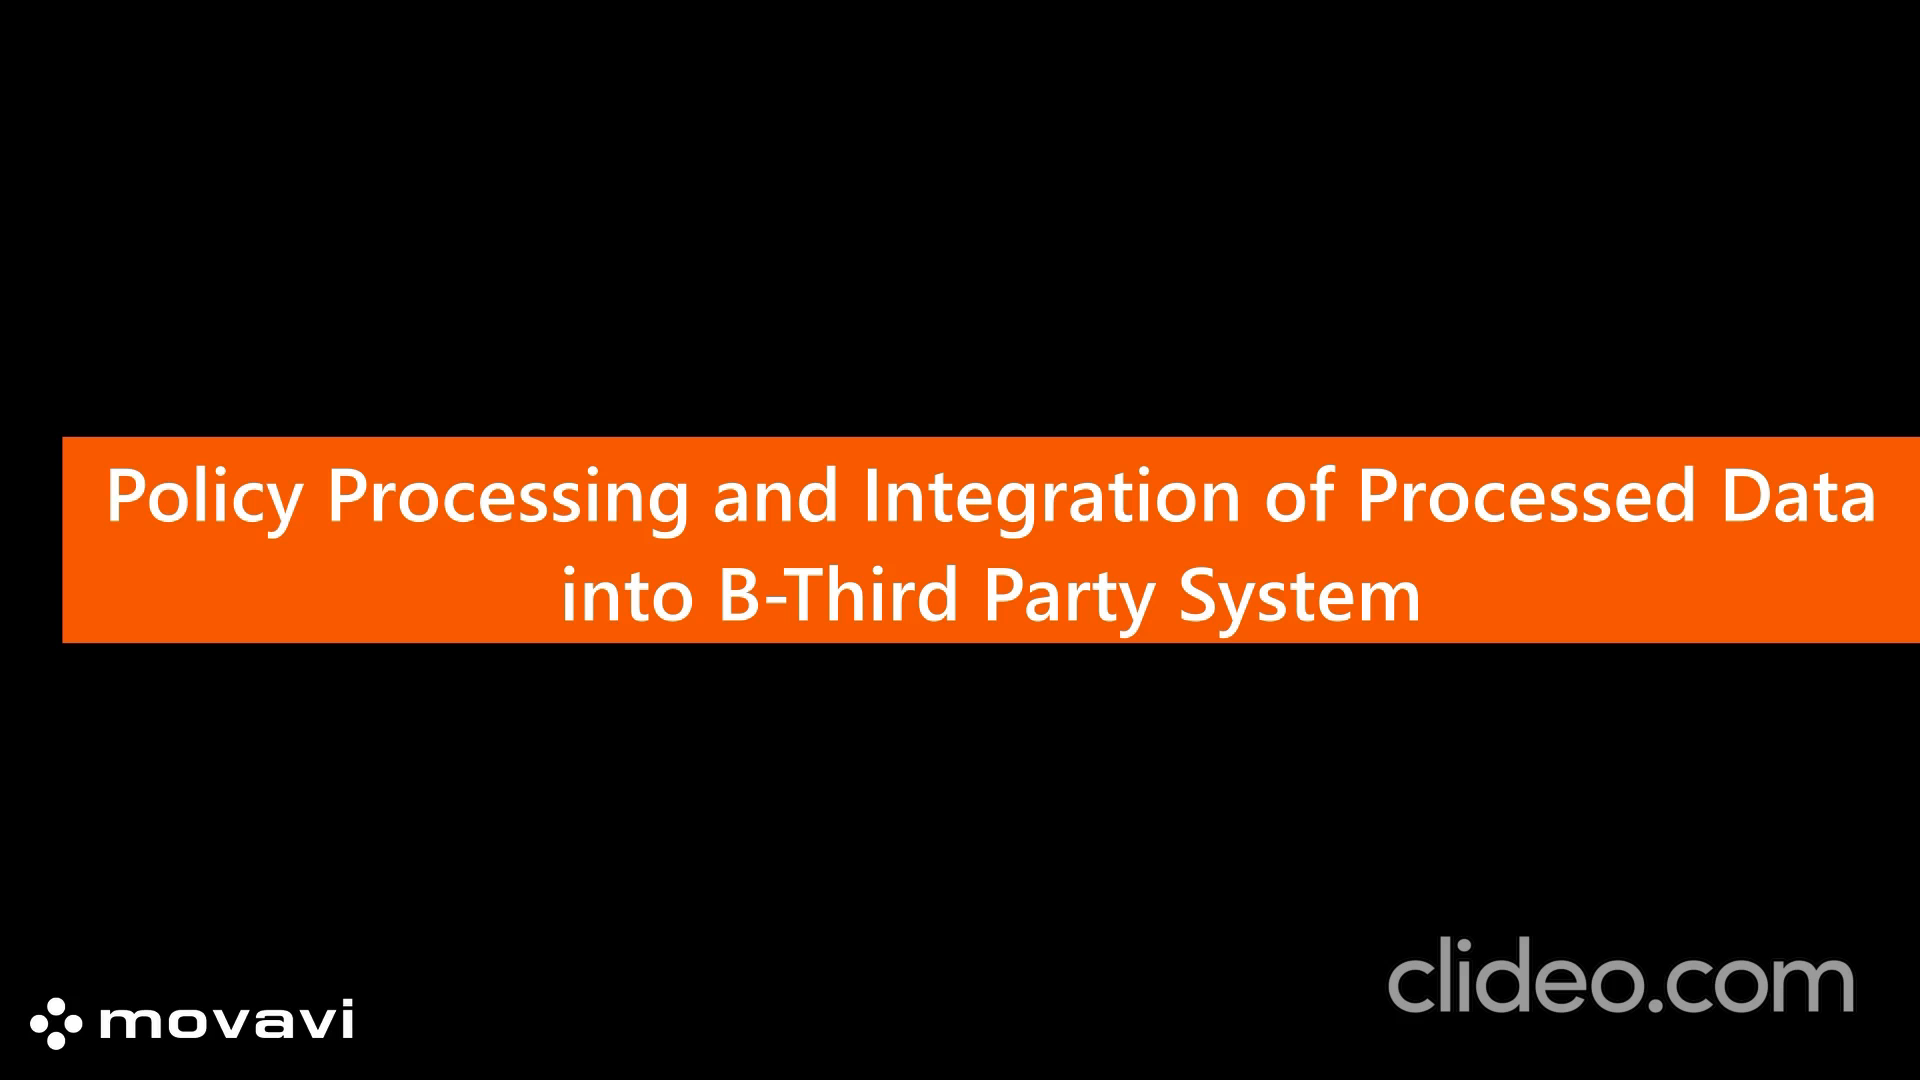 Policy Processing and Integration of Processed Data
into B-Third Party System
clideo.com
movavi